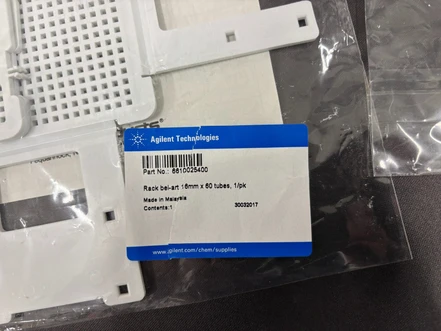 Agilent Technologies
Part No.: 6610025400
Rack bel-art 16mm x 60 tubes, 1/pk
Made in Malaysia
Contents:1 30032017
www.agilent.com/chem/supplies